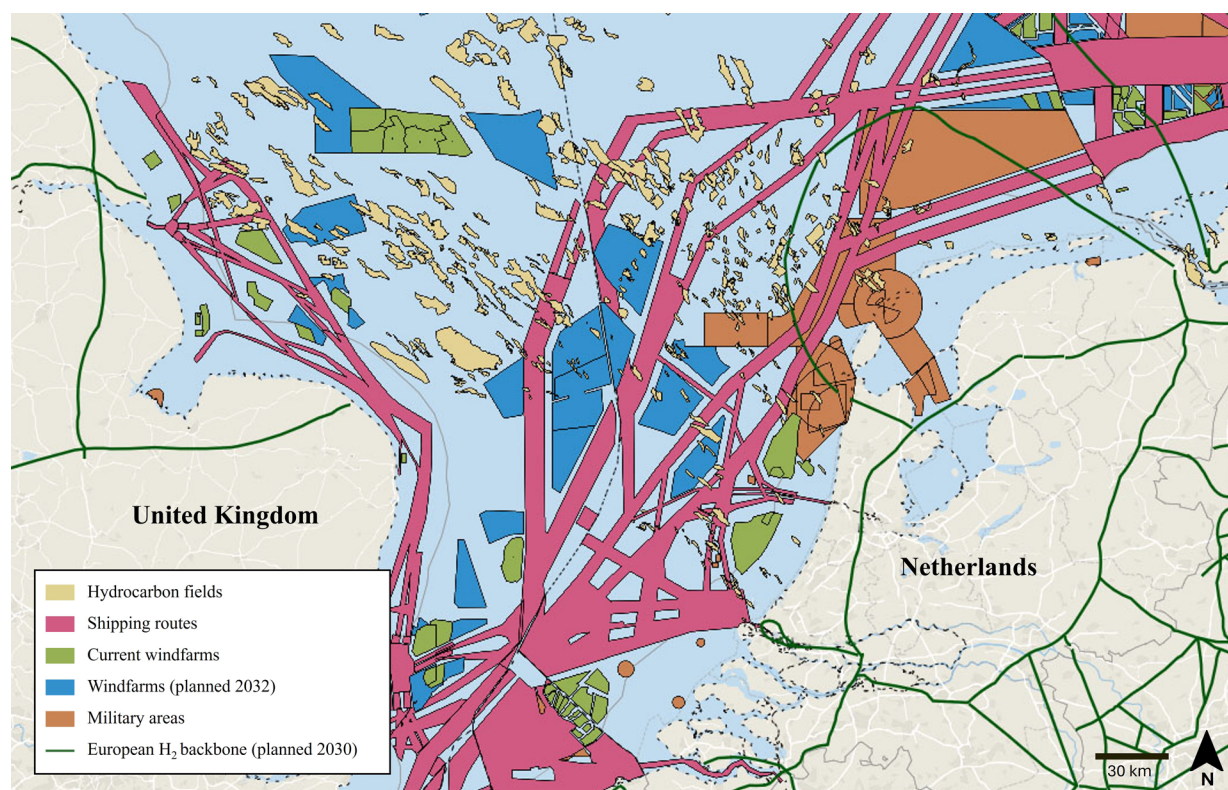 United Kingdom
Netherlands
Hydrocarbon fields
Shipping routes
Current windfarms
Windfarms (planned 2032)
Military areas
European H₂ backbone (planned 2030)
30 km
N